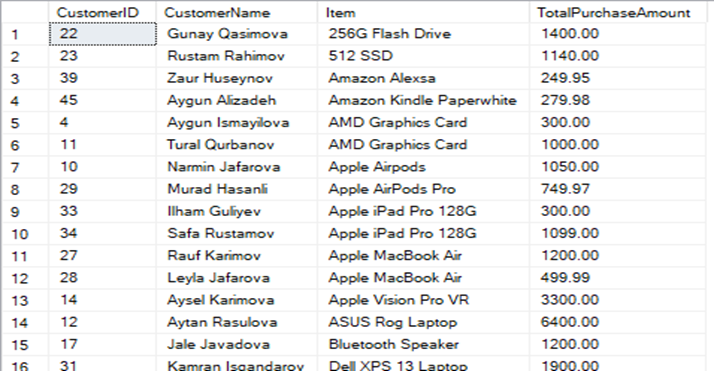 CustomerID CustomerName Item TotalPurchaseAmount
1 22 Gunay Qasimova 256G Flash Drive 1400.00
2 23 Rustam Rahimov 512 SSD 1140.00
3 39 Zaur Huseynov Amazon Alexsa 249.95
4 45 Aygun Alizadeh Amazon Kindle Paperwhite 279.98
5 4 Aygun Ismayilova AMD Graphics Card 300.00
6 11 Tural Qurbanov AMD Graphics Card 1000.00
7 10 Narmin Jafarova Apple Airpods 1050.00
8 29 Murad Hasanli Apple AirPods Pro 749.97
9 33 Ilham Guliyev Apple iPad Pro 128G 300.00
10 34 Safa Rustamov Apple iPad Pro 128G 1099.00
11 27 Rauf Karimov Apple MacBook Air 1200.00
12 28 Leyla Jafarova Apple MacBook Air 499.99
13 14 Aysel Karimova Apple Vision Pro VR 3300.00
14 12 Aytan Rasulova ASUS Rog Laptop 6400.00
15 17 Jale Javadova Bluetooth Speaker 1200.00
16 31 Kamran Isgandarov Dell XPS 13 Laptop 1900.00